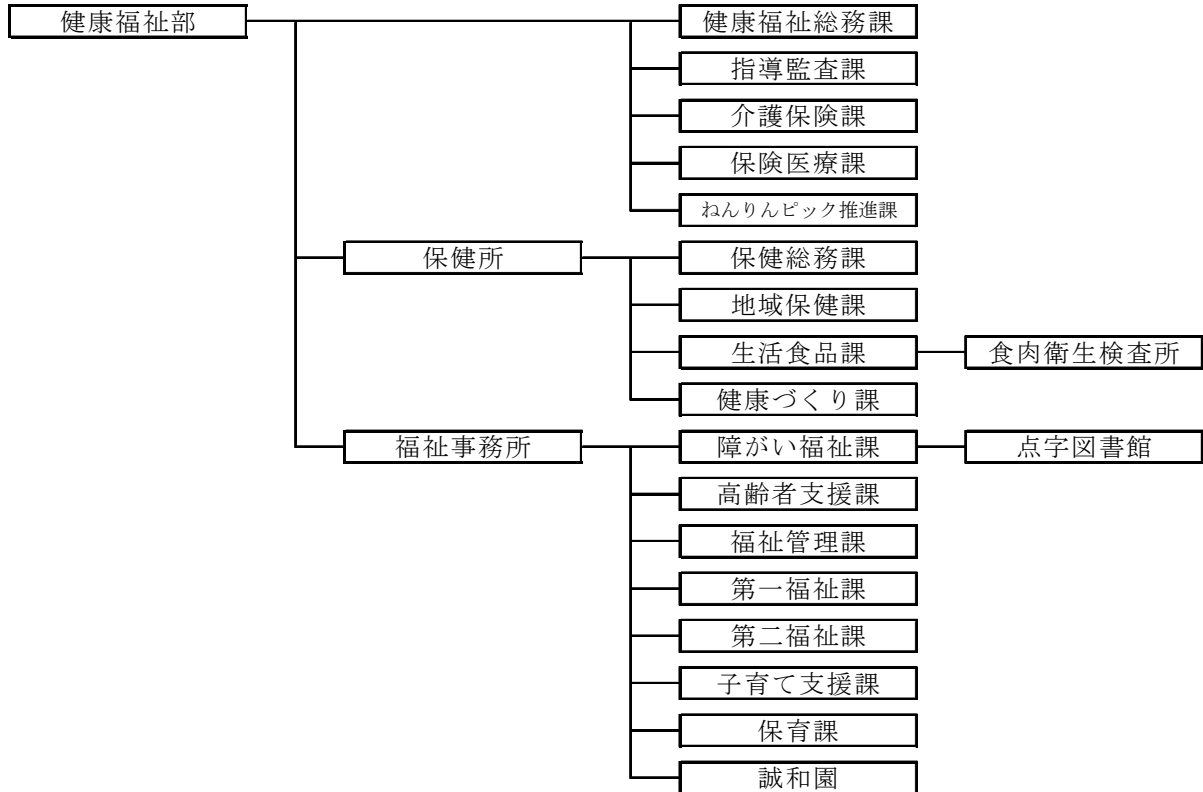 健康福祉部
健康福祉総務課
指導監査課
介護保険課
保険医療課
ねんりんピック推進課
保健所
保健総務課
地域保健課
生活食品課
食肉衛生検査所
健康づくり課
福祉事務所
障がい福祉課
点字図書館
高齢者支援課
福祉管理課
第一福祉課
第二福祉課
子育て支援課
保育課
誠和園